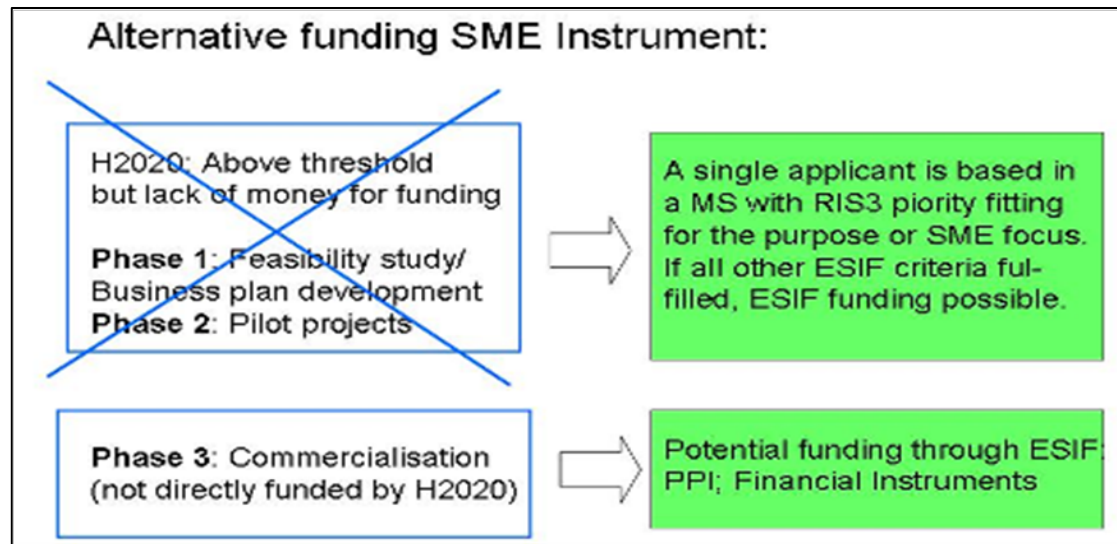 Alternative funding SME Instrument:
H2020: Above threshold
but lack of money for funding
Phase 1: Feasibility study/
Business plan development
Phase 2: Pilot projects
A single applicant is based in
a MS with RIS3 piority fitting
for the purpose or SME focus.
If all other ESIF criteria ful-
filled, ESIF funding possible.
Phase 3: Commercialisation
(not directly funded by H2020)
Potential funding through ESIF:
PPI; Financial Instruments